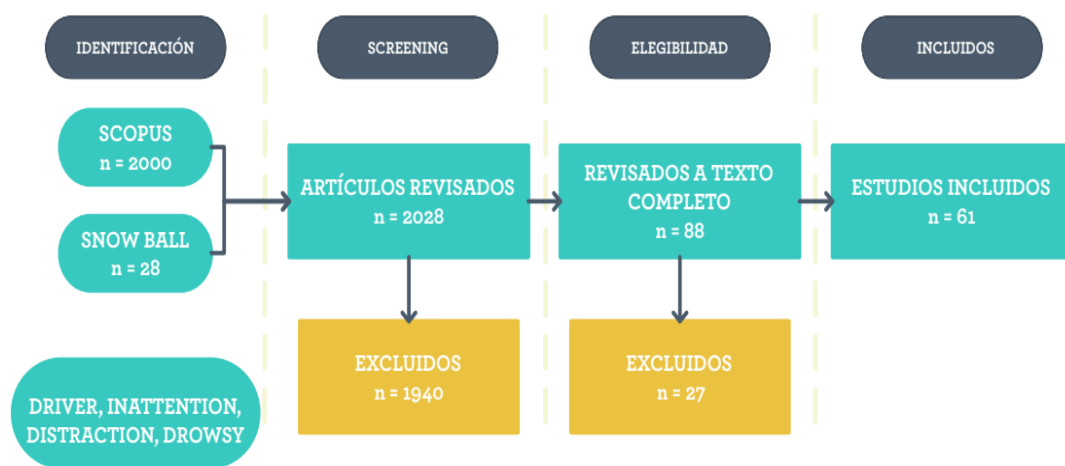 IDENTIFICACIÓN
SCREENING
ELEGIBILIDAD
INCLUIDOS
SCOPUS
n = 2000
SNOW BALL
n = 28
ARTÍCULOS REVISADOS
n = 2028
REVISADOS A TEXTO
COMPLETO
n = 88
ESTUDIOS INCLUIDOS
n = 61
EXCLUIDOS
n = 1940
EXCLUIDOS
n = 27
DRIVER, INATTENTION,
DISTRACTION, DROWSY